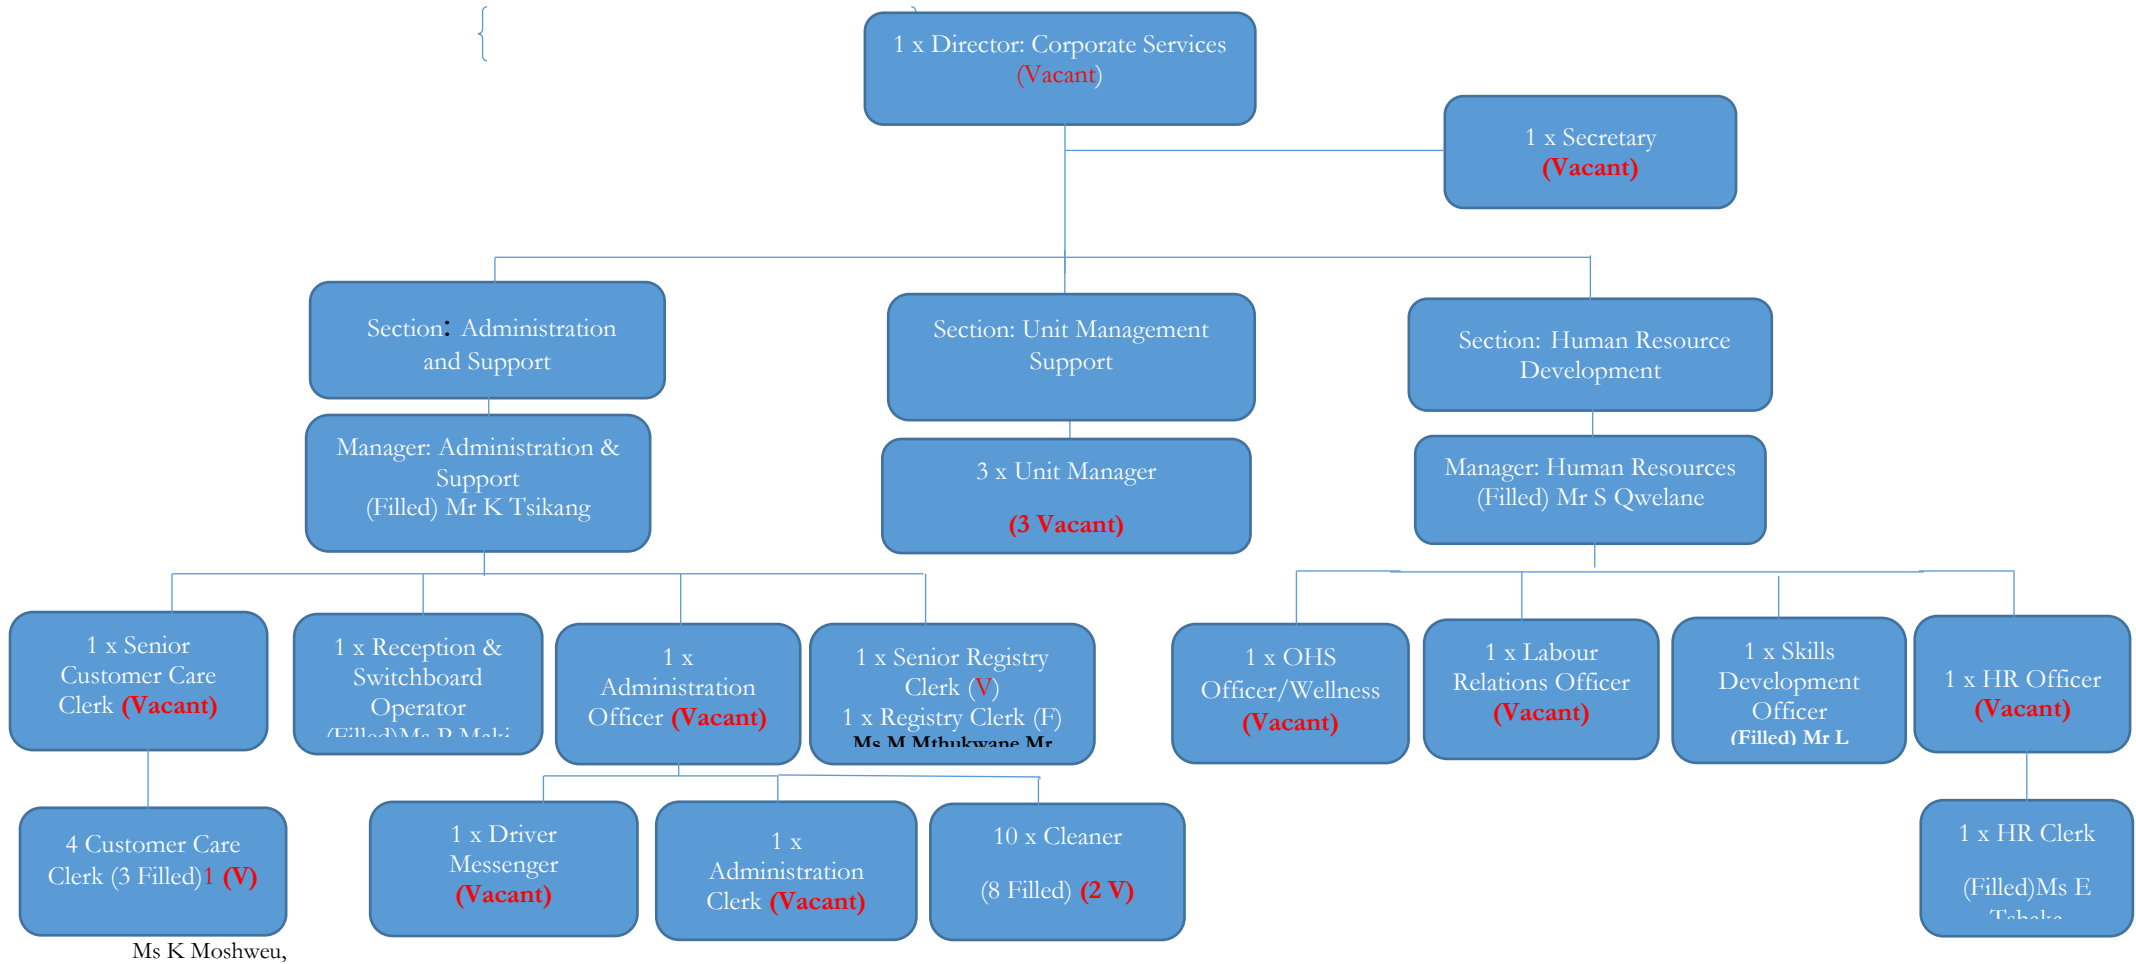 1 x Director: Corporate Services
(Vacant)
1 x Secretary
(Vacant)
Section: Administration
and Support
Section: Unit Management
Support
Section: Human Resource
Development
Manager: Administration &
Support
(Filled) Mr K Tsikang
3 x Unit Manager
(3 Vacant)
Manager: Human Resources
(Filled) Mr S Qwelane
1 x Senior
Customer Care
Clerk (Vacant)
1 x Reception &
Switchboard
Operator
(Filled)Ms
1 x
Administration
Officer (Vacant)
1 x Senior Registry
Clerk (V)
1 x Registry Clerk (F)
Ms M Mthukwane Mr
1 x OHS
Officer/Wellness
(Vacant)
1 x Labour
Relations Officer
(Vacant)
1 x Skills
Development
Officer
(Filled) Mr L
1 x HR Officer
(Vacant)
4 Customer Care
Clerk (3 Filled)1 (V)
1 x Driver
Messenger
(Vacant)
1 x
Administration
Clerk (Vacant)
10 x Cleaner
(8 Filled) (2 V)
1 x HR Clerk
(Filled)Ms E
Ms K Moshweu,